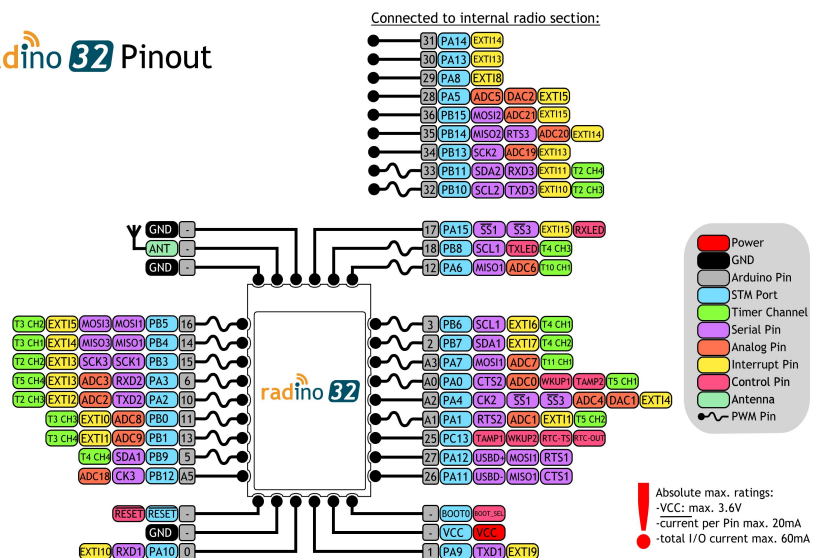 Connected to internal radio section:
dino 32 Pinout
31 PA14 EXTI14
30 PA13 EXTI13
29 PA8 EXTI8
28 PA5 ADC5 DAC2 EXTI5
36 PB15 MOSI2 ADC21 EXTI15
35 PB14 MISO2 RTS3 ADC20 EXTI14
34 PB13 SCK2 ADC19 EXTI13
33 PB11 SDA2 RXD3 EXTI11 T2 CH4
32 PB10 SCL2 TXD3 EXTI10 T2 CH3
GND -
ANT -
GND -
17 PA15 SS1 SS3 EXTI15 RXLED
18 PB8 SCL1 TXLED T4 CH3
12 PA6 MISO1 ADC6 T10 CH1
T3 CH2 EXTI5 MOSI3 MOSI1 PB5 16
T3 CH1 EXTI4 MISO3 MISO1 PB4 14
T2 CH2 EXTI3 SCK3 SCK1 PB3 15
T5 CH4 EXTI3 ADC3 RXD2 PA3 6
T2 CH3 EXTI2 ADC2 TXD2 PA2 10
T3 CH3 EXTI0 ADC8 PB0 11
T3 CH4 EXTI1 ADC9 PB1 13
T4 CH4 SDA1 PB9 5
ADC18 CK3 PB12 A5
radino 32
3 PB6 SCL1 EXTI6 T4 CH1
2 PB7 SDA1 EXTI7 T4 CH2
A3 PA7 MOSI1 ADC7 T11 CH1
A0 PA0 CTS2 ADC0 WKUP1 TAMP2 T5 CH1
A2 PA4 CK2 SS1 SS3 ADC4 DAC1 EXTI4
A1 PA1 RTS2 ADC1 EXTI1 T5 CH2
25 PC13 TAMP1 WKUP2 RTC-TS RTC-OUT
27 PA12 USBD+ MOSI1 RTS1
26 PA11 USBD- MISO1 CTS1
RESET RESET -
GND -
EXTI10 RXD1 PA10 0
- BOOT0 BOOT_SEL
- VCC VCC
1 PA9 TXD1 EXTI9
Power
GND
Arduino Pin
STM Port
Timer Channel
Serial Pin
Analog Pin
Interrupt Pin
Control Pin
Antenna
PWM Pin
Absolute max. ratings:
-VCC: max. 3.6V
-current per Pin max. 20mA
-total I/O current max. 60mA